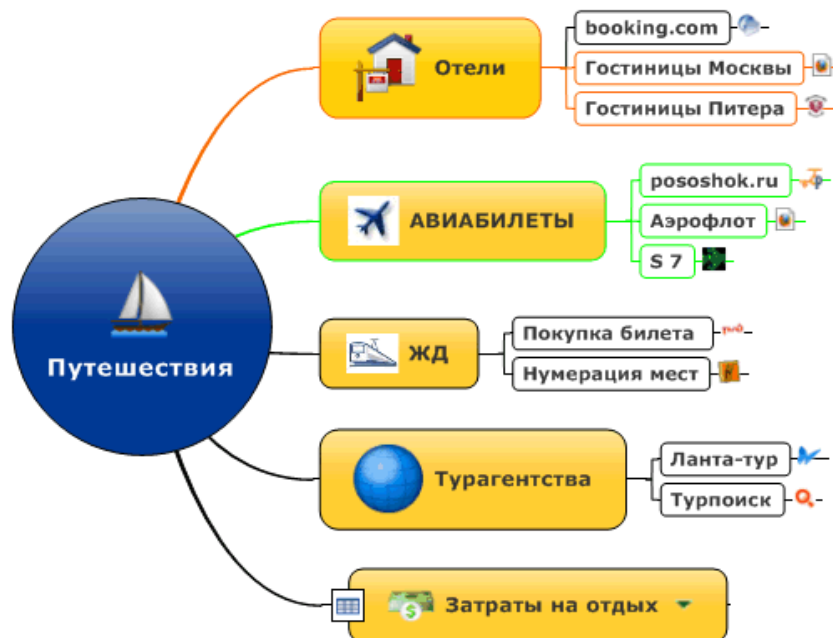 booking.com
Отели
Гостиницы Москвы
Гостиницы Питера
pososhok.ru
АВИАБИЛЕТЫ
Аэрофлот
S 7
Путешествия
ЖД
Покупка билета
Нумерация мест
Турагентства
Ланта-тур
Турпоиск
Затраты на отдых